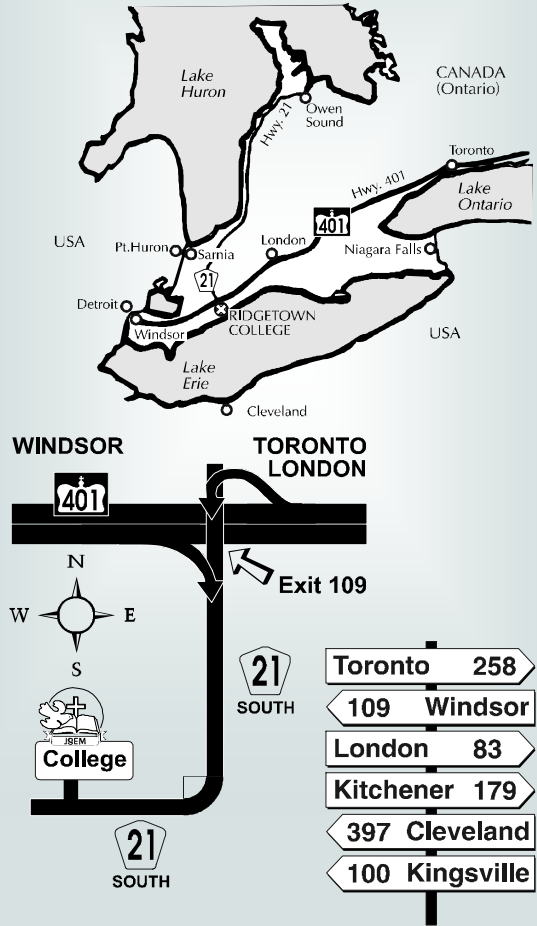 Lake
Huron
CANADA
(Ontario)
Owen
Sound
Hwy. 21
Toronto
Hwy. 401
Lake
Ontario
401
USA
Pt.Huron
Sarnia
London
Niagara Falls
21
Detroit
RIDGETOWN
COLLEGE
USA
Windsor
Lake
Erie
Cleveland
WINDSOR
TORONTO
LONDON
401
Exit 109
N
W E
S
21
SOUTH
JSEM
College
21
SOUTH
Toronto 258
109 Windsor
London 83
Kitchener 179
397 Cleveland
100 Kingsville